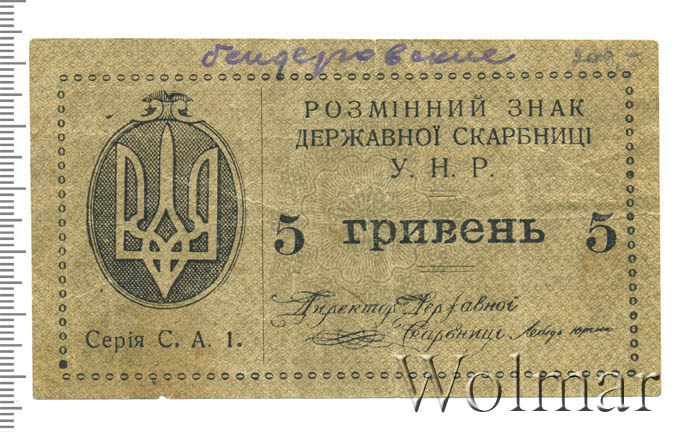 бендеровские 200,-
РОЗМІННИЙ ЗНАК
ДЕРЖАВНОЇ СКАРБНИЦІ
У. Н. Р.
5 гривень 5
Директор Державної
Скарбниці
Серія С. А. 1.
Wolmar